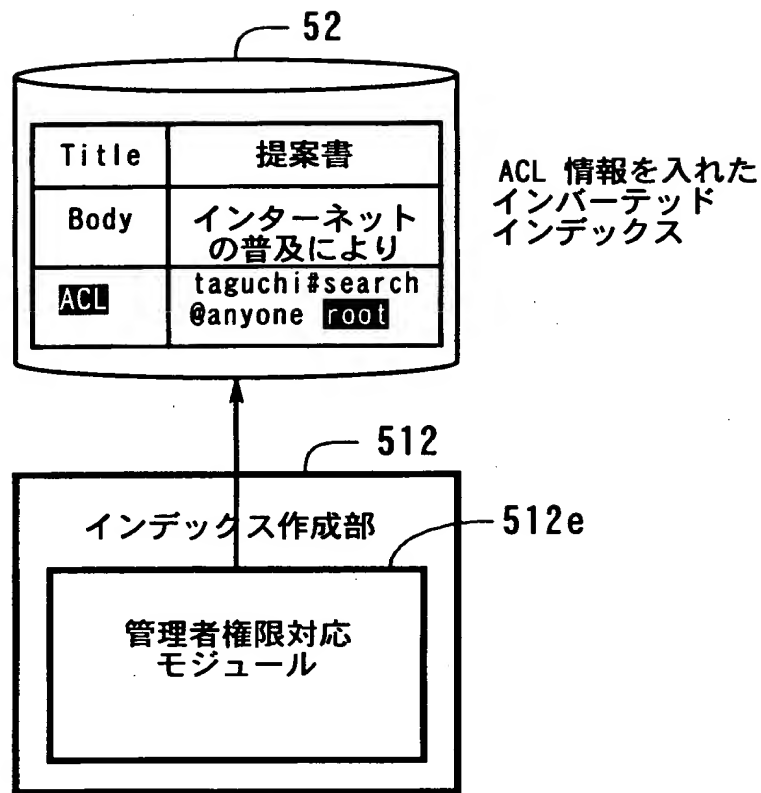 52
Title 提案書
Body インターネット
の普及により
ACL taguchi#search
@anyone root
ACL 情報を入れた
インバーテッド
インデックス
512
インデックス作成部
512e
管理者権限対応
モジュール